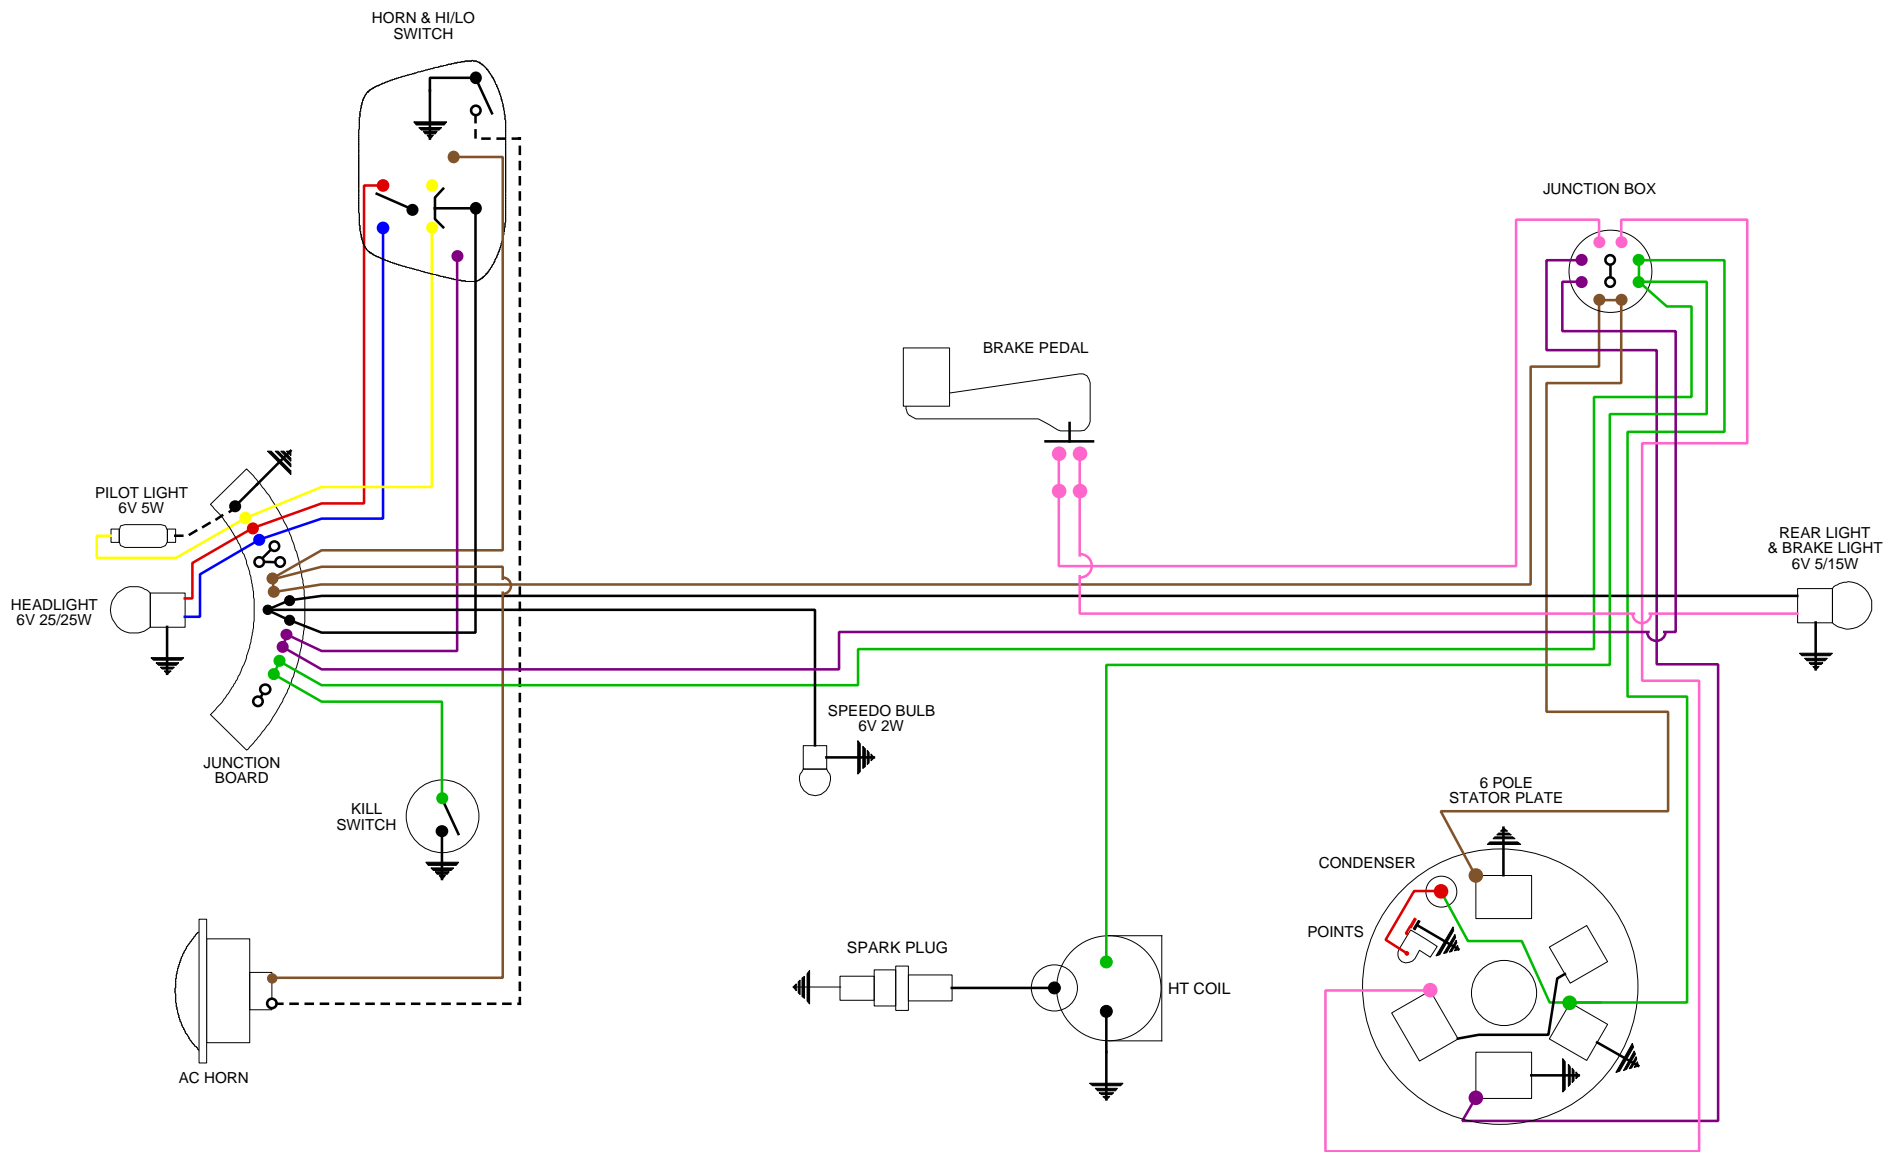 HORN & HI/LO
SWITCH
JUNCTION BOX
BRAKE PEDAL
PILOT LIGHT
6V 5W
REAR LIGHT
& BRAKE LIGHT
6V 5/15W
HEADLIGHT
6V 25/25W
SPEEDO BULB
6V 2W
JUNCTION
BOARD
6 POLE
STATOR PLATE
KILL
SWITCH
CONDENSER
POINTS
SPARK PLUG
HT COIL
AC HORN